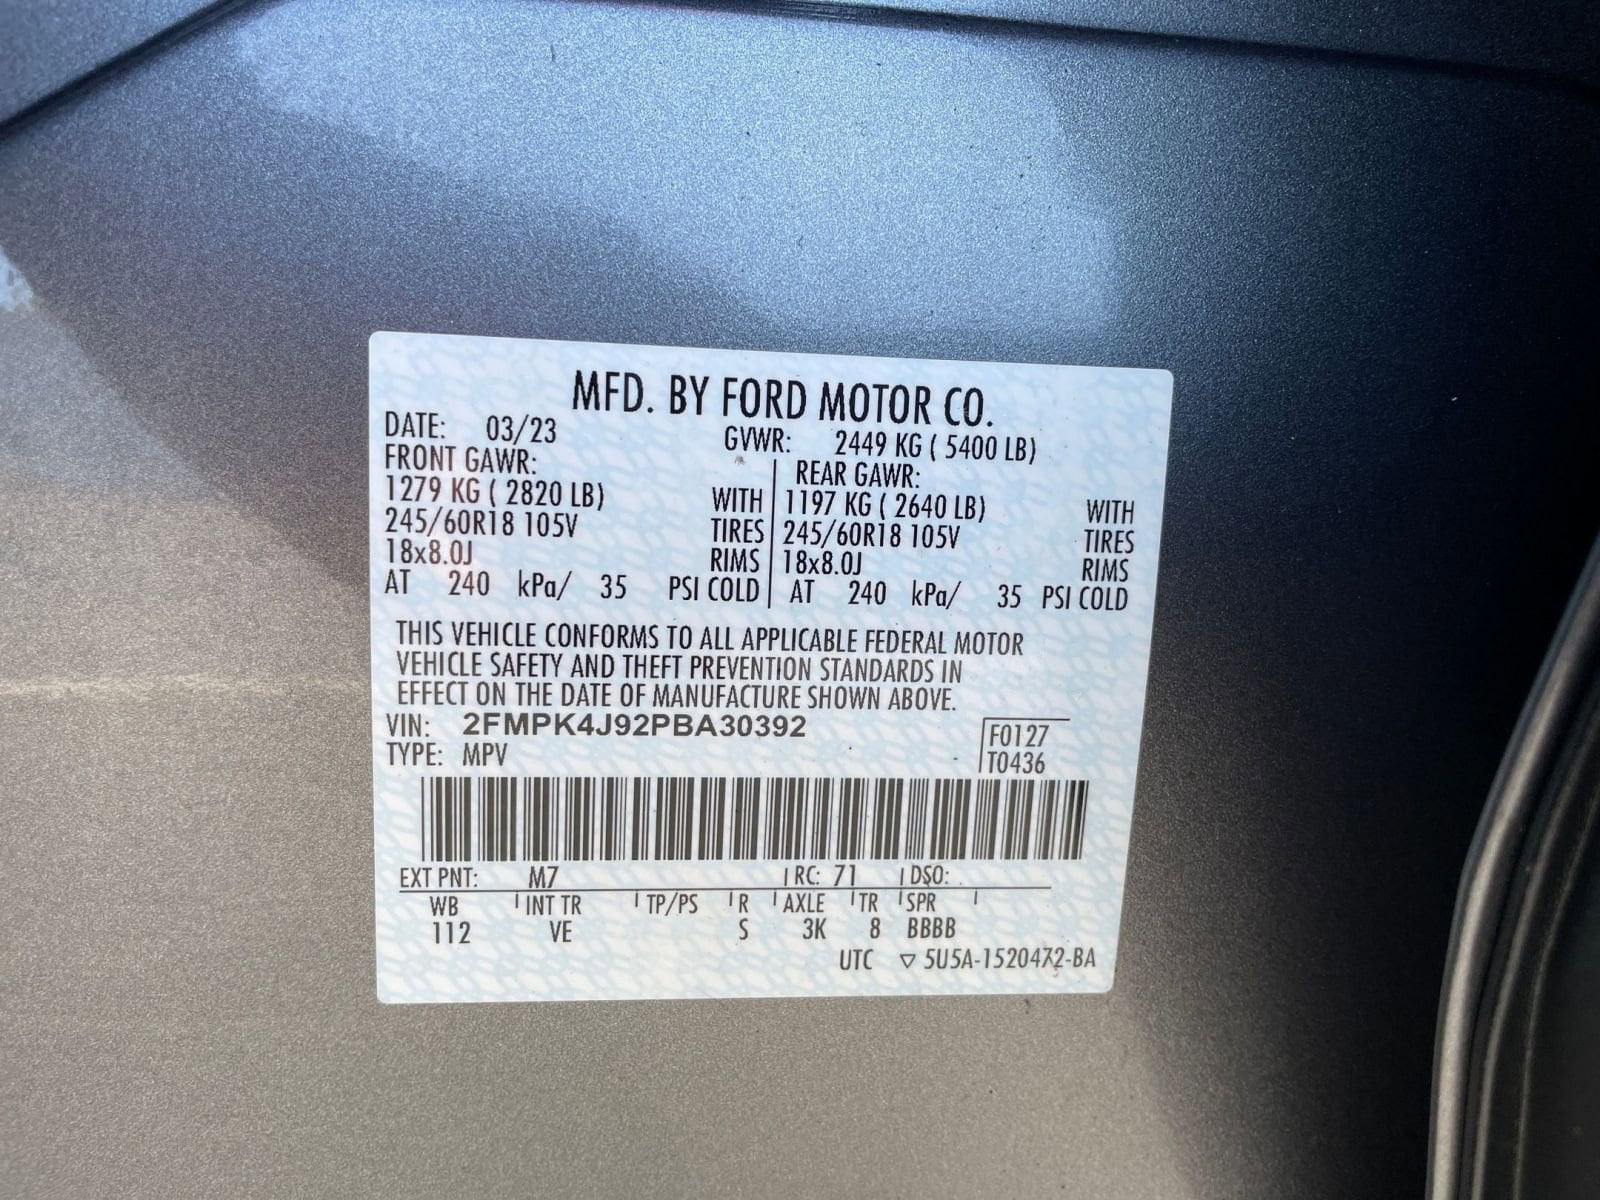 MFD. BY FORD MOTOR CO.
DATE: 03/23 GVWR: 2449 KG ( 5400 LB)
FRONT GAWR: REAR GAWR:
1279 KG ( 2820 LB) WITH 1197 KG ( 2640 LB) WITH
245/60R18 105V TIRES 245/60R18 105V TIRES
18x8.0J RIMS 18x8.0J RIMS
AT 240 kPa/ 35 PSI COLD AT 240 kPa/ 35 PSI COLD
THIS VEHICLE CONFORMS TO ALL APPLICABLE FEDERAL MOTOR
VEHICLE SAFETY AND THEFT PREVENTION STANDARDS IN
EFFECT ON THE DATE OF MANUFACTURE SHOWN ABOVE.
VIN: 2FMPK4J92PBA30392
F0127
TYPE: MPV
T0436
EXT PNT: M7 RC: 71 DSO:
WB INT TR TP/PS R AXLE TR SPR
112 VE S 3K 8 BBBB
UTC ▽ 5U5A-1520472-BA